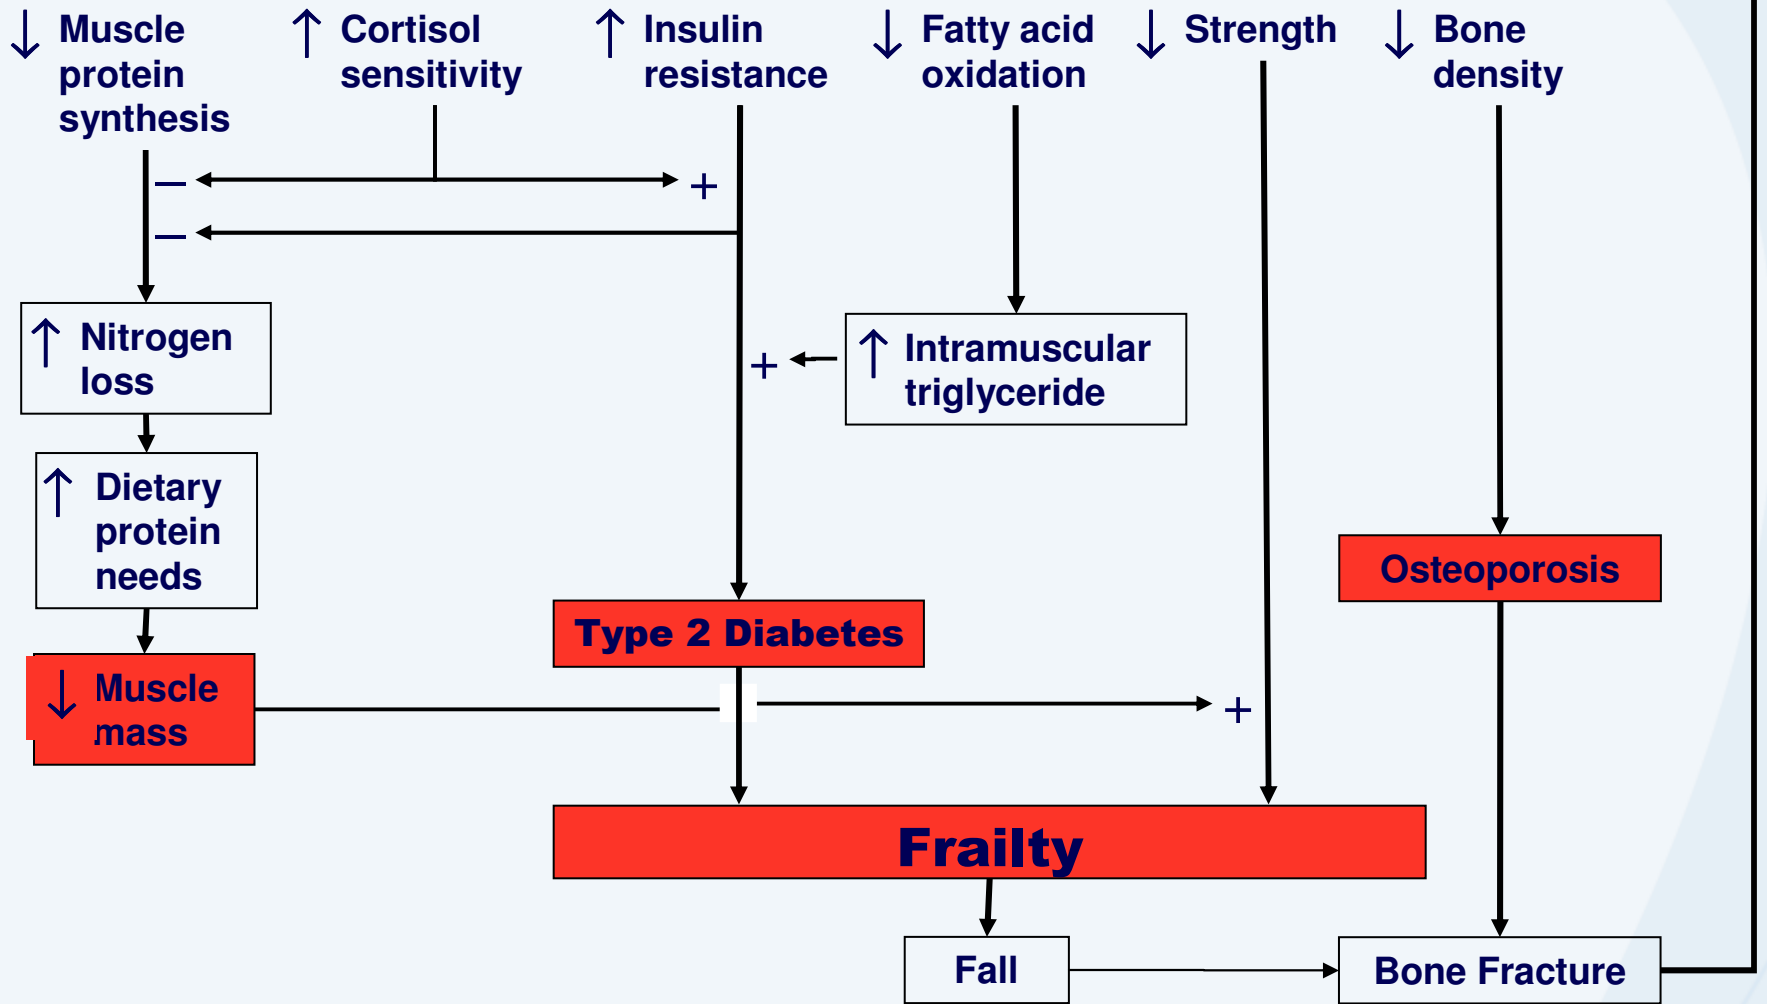 ↓ Muscle
protein
synthesis
↑ Cortisol
sensitivity
↑ Insulin
resistance
↓ Fatty acid
oxidation
↓ Strength
↓ Bone
density
–
+
–
↑ Nitrogen
loss
+
↑ Intramuscular
triglyceride
↑ Dietary
protein
needs
Osteoporosis
Type 2 Diabetes
↓ Muscle
mass
+
Frailty
Fall
Bone Fracture